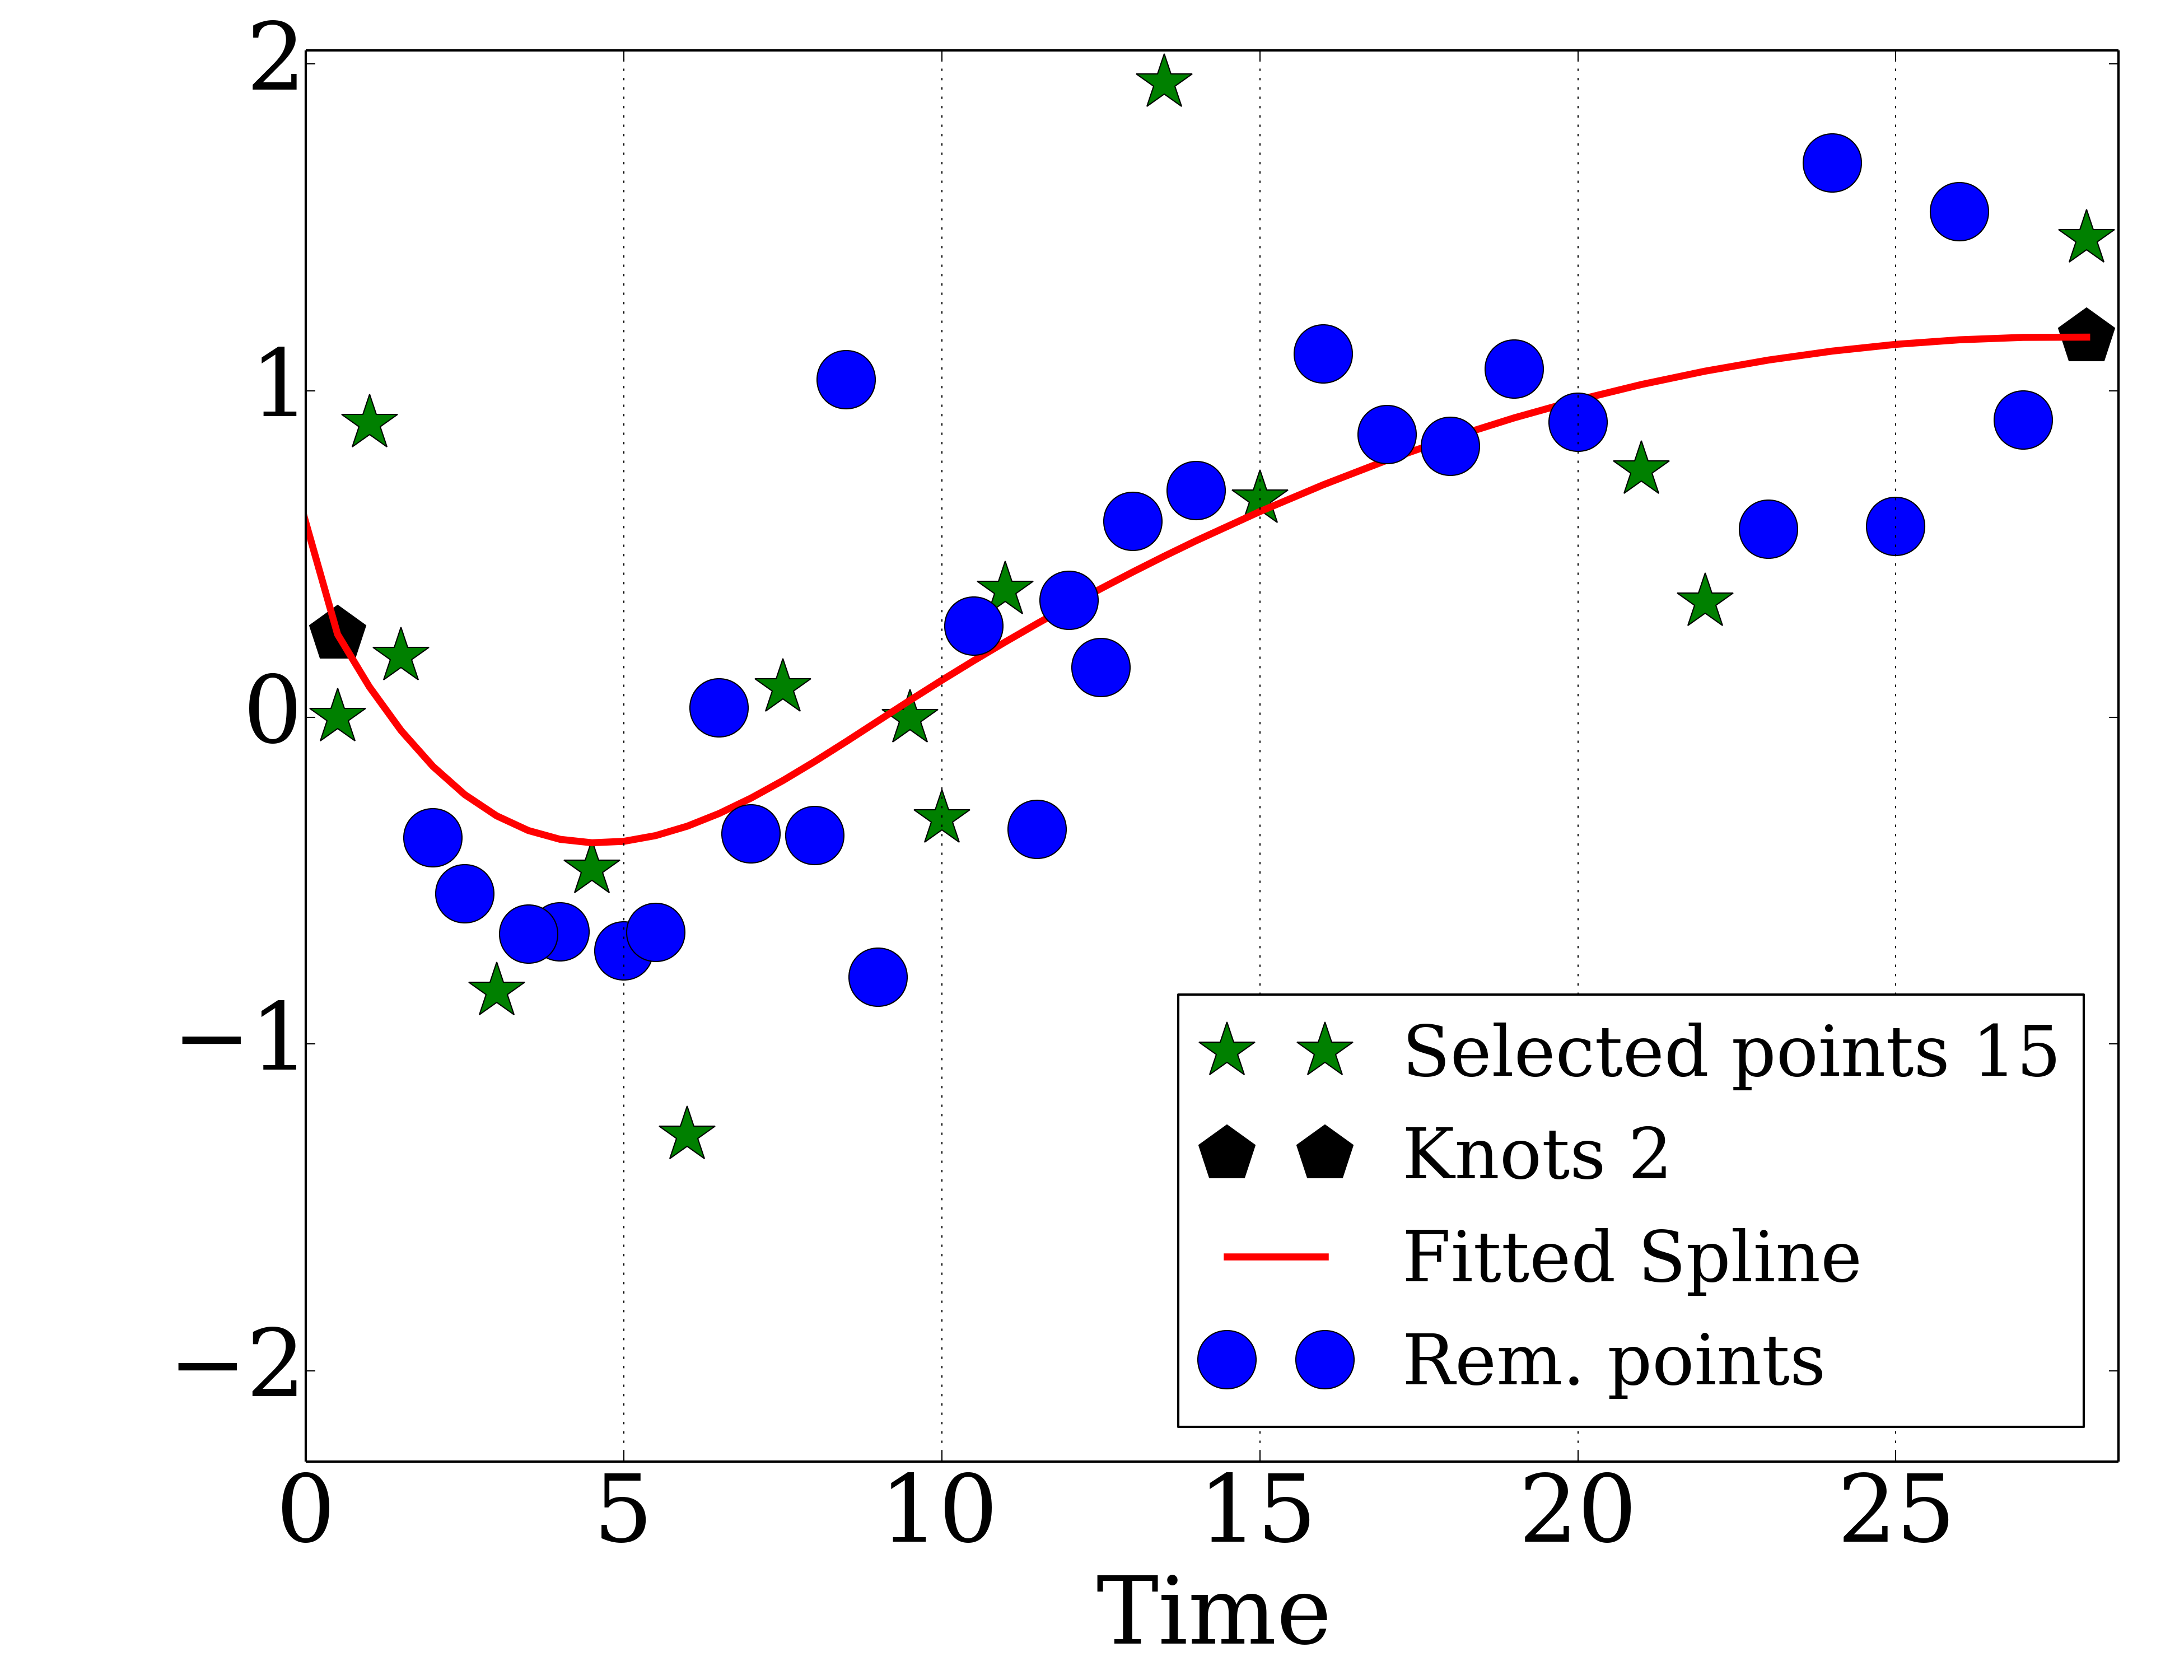 2
1
0
−1
−2
0 5 10 15 20 25
Time
Selected points 15
Knots 2
Fitted Spline
Rem. points